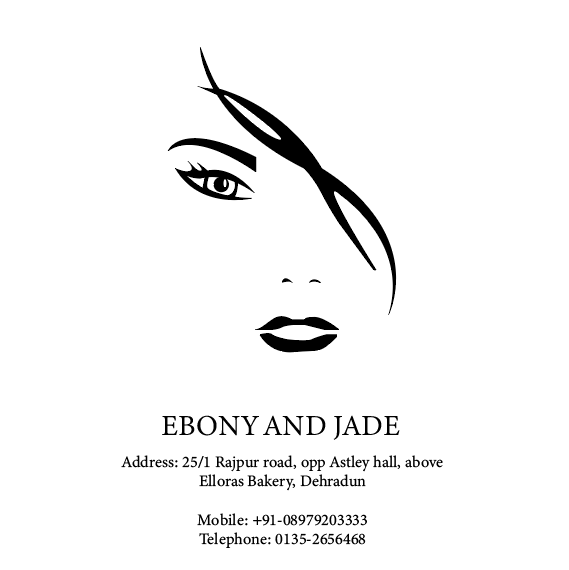 EBONY AND JADE
Address: 25/1 Rajpur road, opp Astley hall, above
Elloras Bakery, Dehradun
Mobile: +91-08979203333
Telephone: 0135-2656468